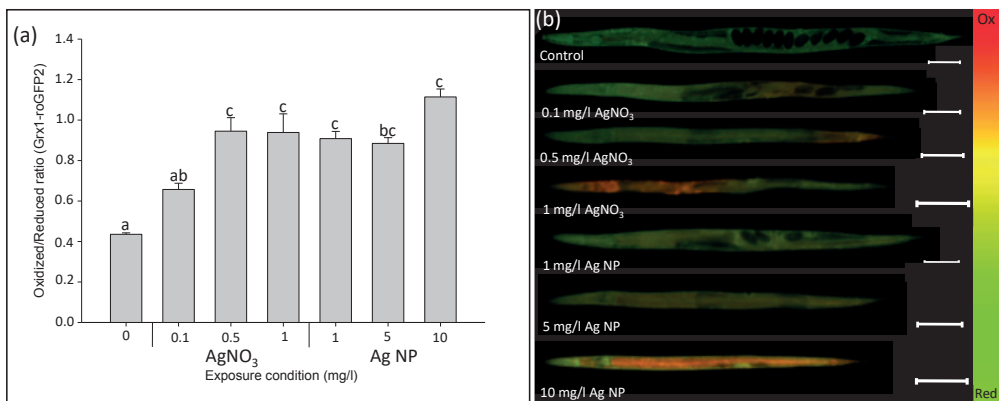 (a)
Oxidized/Reduced ratio (Grx1-roGFP2)
1.4
1.2
1.0
0.8
0.6
0.4
0.2
0.0
a
ab
c
c
c
bc
c
0
0.1
0.5
1
1
5
10
AgNO₃
Ag NP
Exposure condition (mg/l)
(b)
Ox
Control
0.1 mg/l AgNO₃
0.5 mg/l AgNO₃
1 mg/l AgNO₃
1 mg/l Ag NP
5 mg/l Ag NP
10 mg/l Ag NP
Red